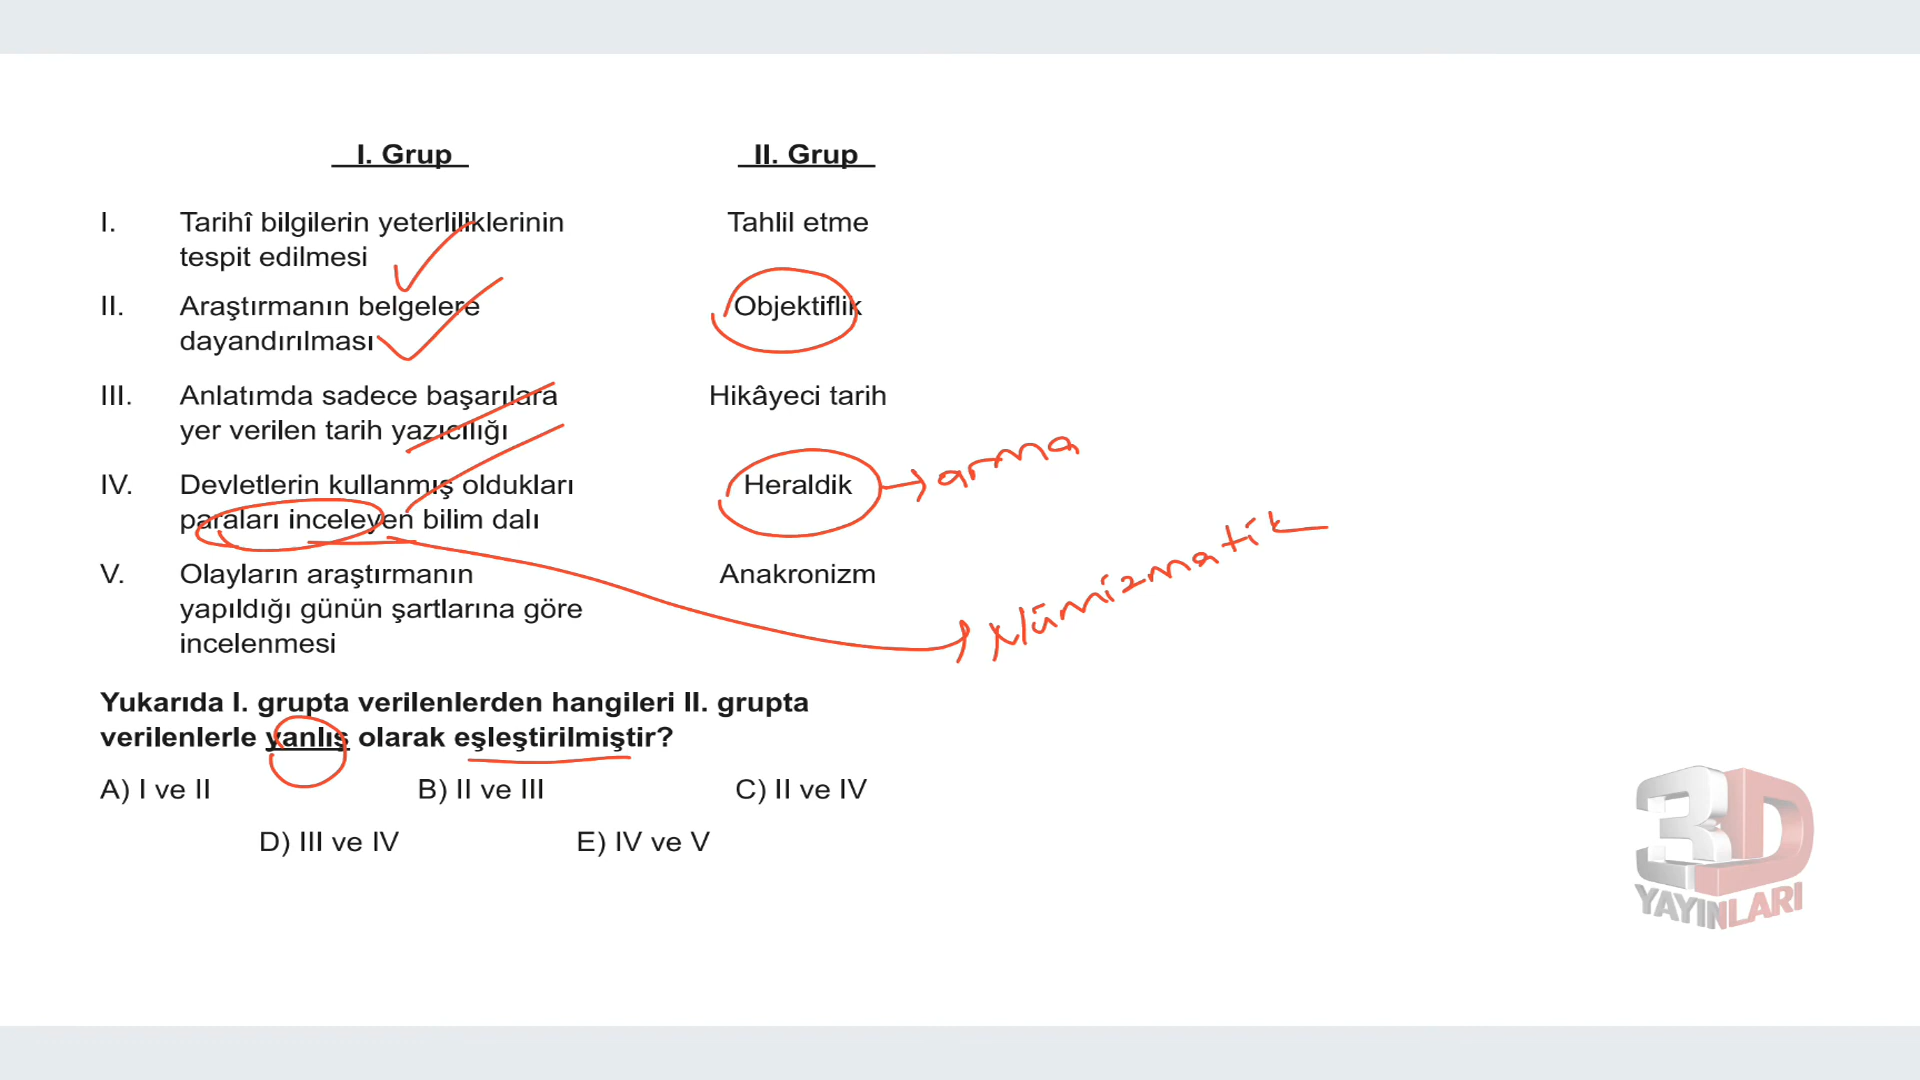 I. Grup II. Grup
I. Tarihî bilgilerin yeterliliklerinin Tahlil etme
tespit edilmesi
II. Araştırmanın belgelere Objektiflik
dayandırılması
III. Anlatımda sadece başarılara Hikâyeci tarih
yer verilen tarih yazıcılığı
arma
IV. Devletlerin kullanmış oldukları Heraldik
paraları inceleyen bilim dalı
Nümizmatik
V. Olayların araştırmanın Anakronizm
yapıldığı günün şartlarına göre
incelenmesi
Yukarıda I. grupta verilenlerden hangileri II. grupta
verilenlerle yanlış olarak eşleştirilmiştir?
A) I ve II B) II ve III C) II ve IV
D) III ve IV E) IV ve V
3D
YAYINLARI